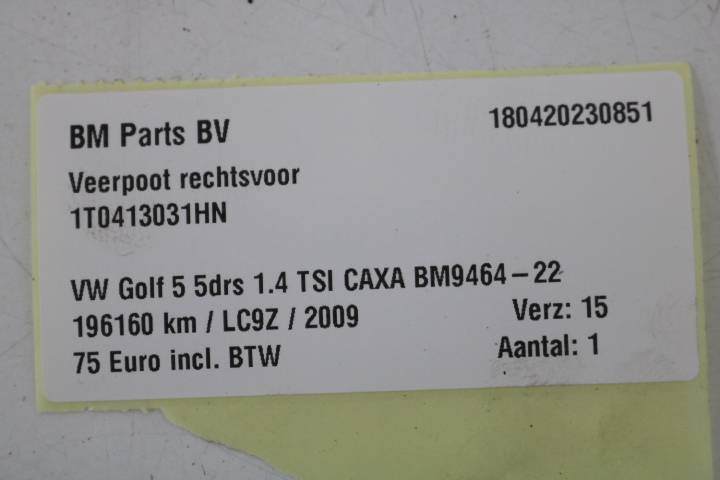 BM Parts BV 180420230851
Veerpoot rechtsvoor
1T0413031HN
VW Golf 5 5drs 1.4 TSI CAXA BM9464-22
196160 km / LC9Z / 2009 Verz: 15
75 Euro incl. BTW Aantal: 1